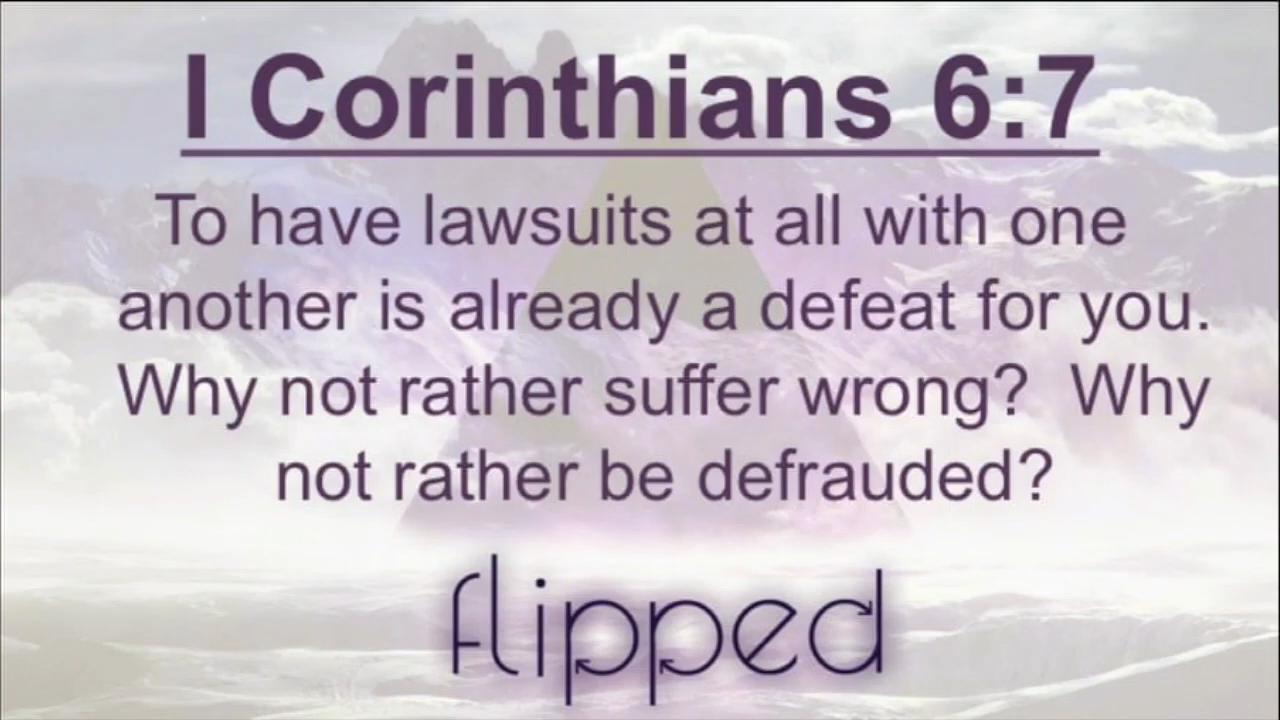 I Corinthians 6:7
To have lawsuits at all with one
another is already a defeat for you.
Why not rather suffer wrong?  Why
not rather be defrauded?
flipped